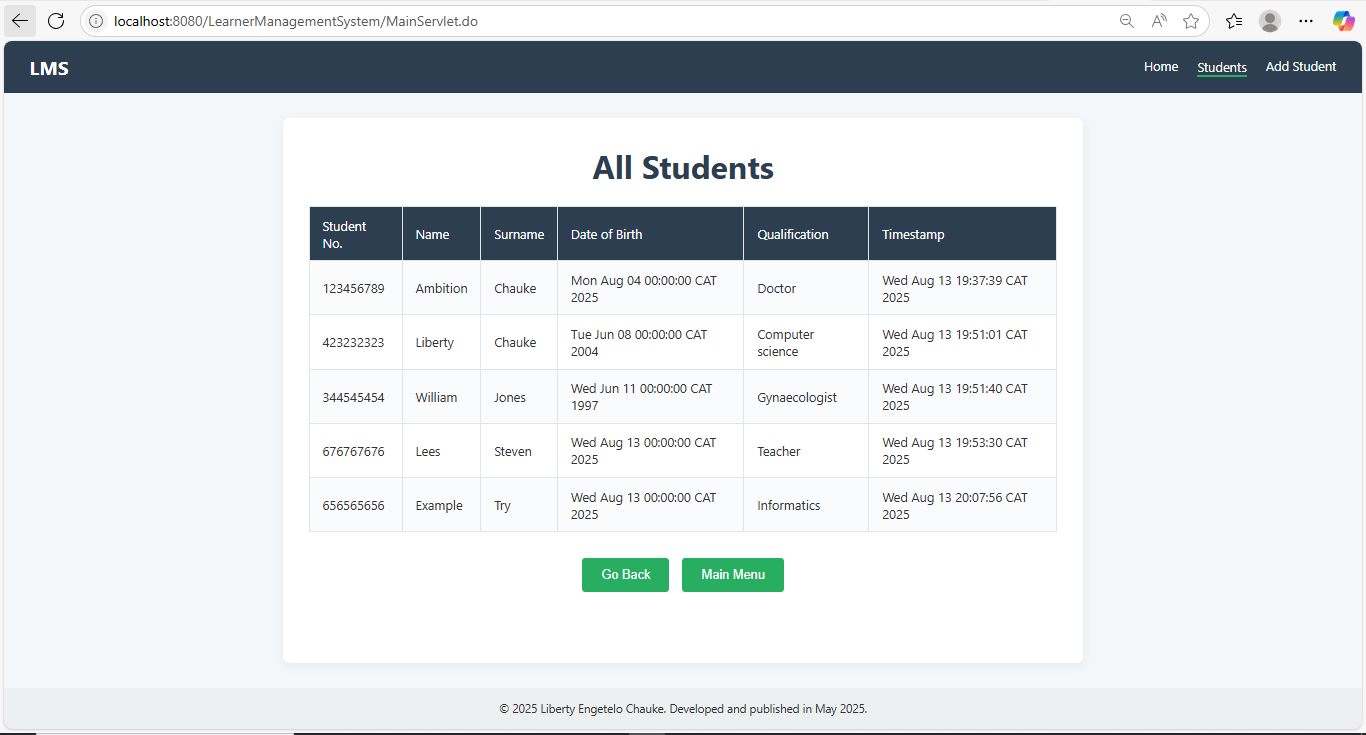 localhost:8080/LearnerManagementSystem/MainServlet.do
LMS
Home Students Add Student
All Students
Student No. Name Surname Date of Birth Qualification Timestamp
123456789 Ambition Chauke Mon Aug 04 00:00:00 CAT 2025 Doctor Wed Aug 13 19:37:39 CAT 2025
423232323 Liberty Chauke Tue Jun 08 00:00:00 CAT 2004 Computer science Wed Aug 13 19:51:01 CAT 2025
344545454 William Jones Wed Jun 11 00:00:00 CAT 1997 Gynaecologist Wed Aug 13 19:51:40 CAT 2025
676767676 Lees Steven Wed Aug 13 00:00:00 CAT 2025 Teacher Wed Aug 13 19:53:30 CAT 2025
656565656 Example Try Wed Aug 13 00:00:00 CAT 2025 Informatics Wed Aug 13 20:07:56 CAT 2025
Go Back Main Menu
© 2025 Liberty Engetelo Chauke. Developed and published in May 2025.